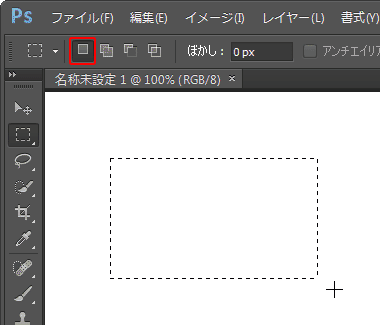 Ps ファイル(F) 編集(E) イメージ(I) レイヤー(L) 書式(Y)
ぼかし : 0 px アンチエイリア
名称未設定 1 @ 100% (RGB/8) ×